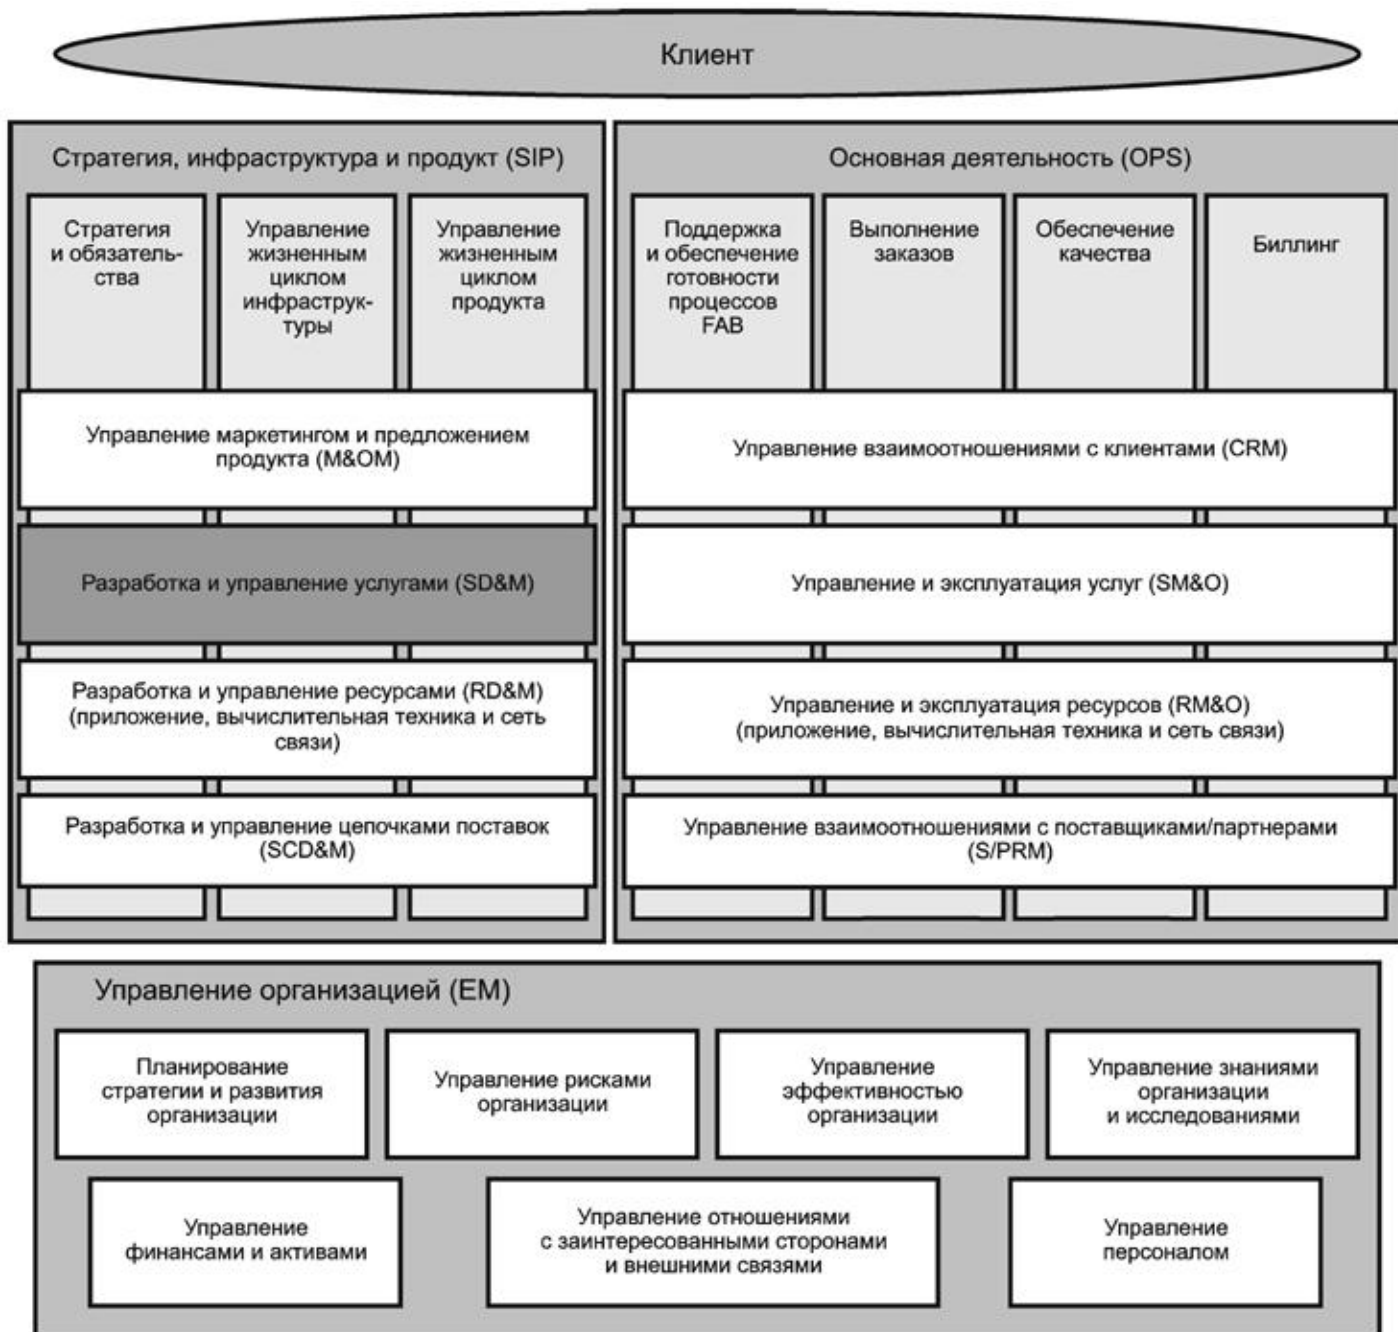 Клиент
Стратегия, инфраструктура и продукт (SIP)
Стратегия
и обязатель-
ства
Управление
жизненным
циклом
инфраструк-
туры
Управление
жизненным
циклом
продукта
Управление маркетингом и предложением
продукта (M&OM)
Разработка и управление услугами (SD&M)
Разработка и управление ресурсами (RD&M)
(приложение, вычислительная техника и сеть
связи)
Разработка и управление цепочками поставок
(SCD&M)
Основная деятельность (OPS)
Поддержка
и обеспечение
готовности
процессов
FAB
Выполнение
заказов
Обеспечение
качества
Биллинг
Управление взаимоотношениями с клиентами (CRM)
Управление и эксплуатация услуг (SM&O)
Управление и эксплуатация ресурсов (RM&O)
(приложение, вычислительная техника и сеть связи)
Управление взаимоотношениями с поставщиками/партнерами
(S/PRM)
Управление организацией (EM)
Планирование
стратегии и развития
организации
Управление рисками
организации
Управление
эффективностью
организации
Управление знаниями
организации
и исследованиями
Управление
финансами и активами
Управление отношениями
с заинтересованными сторонами
и внешними связями
Управление
персоналом